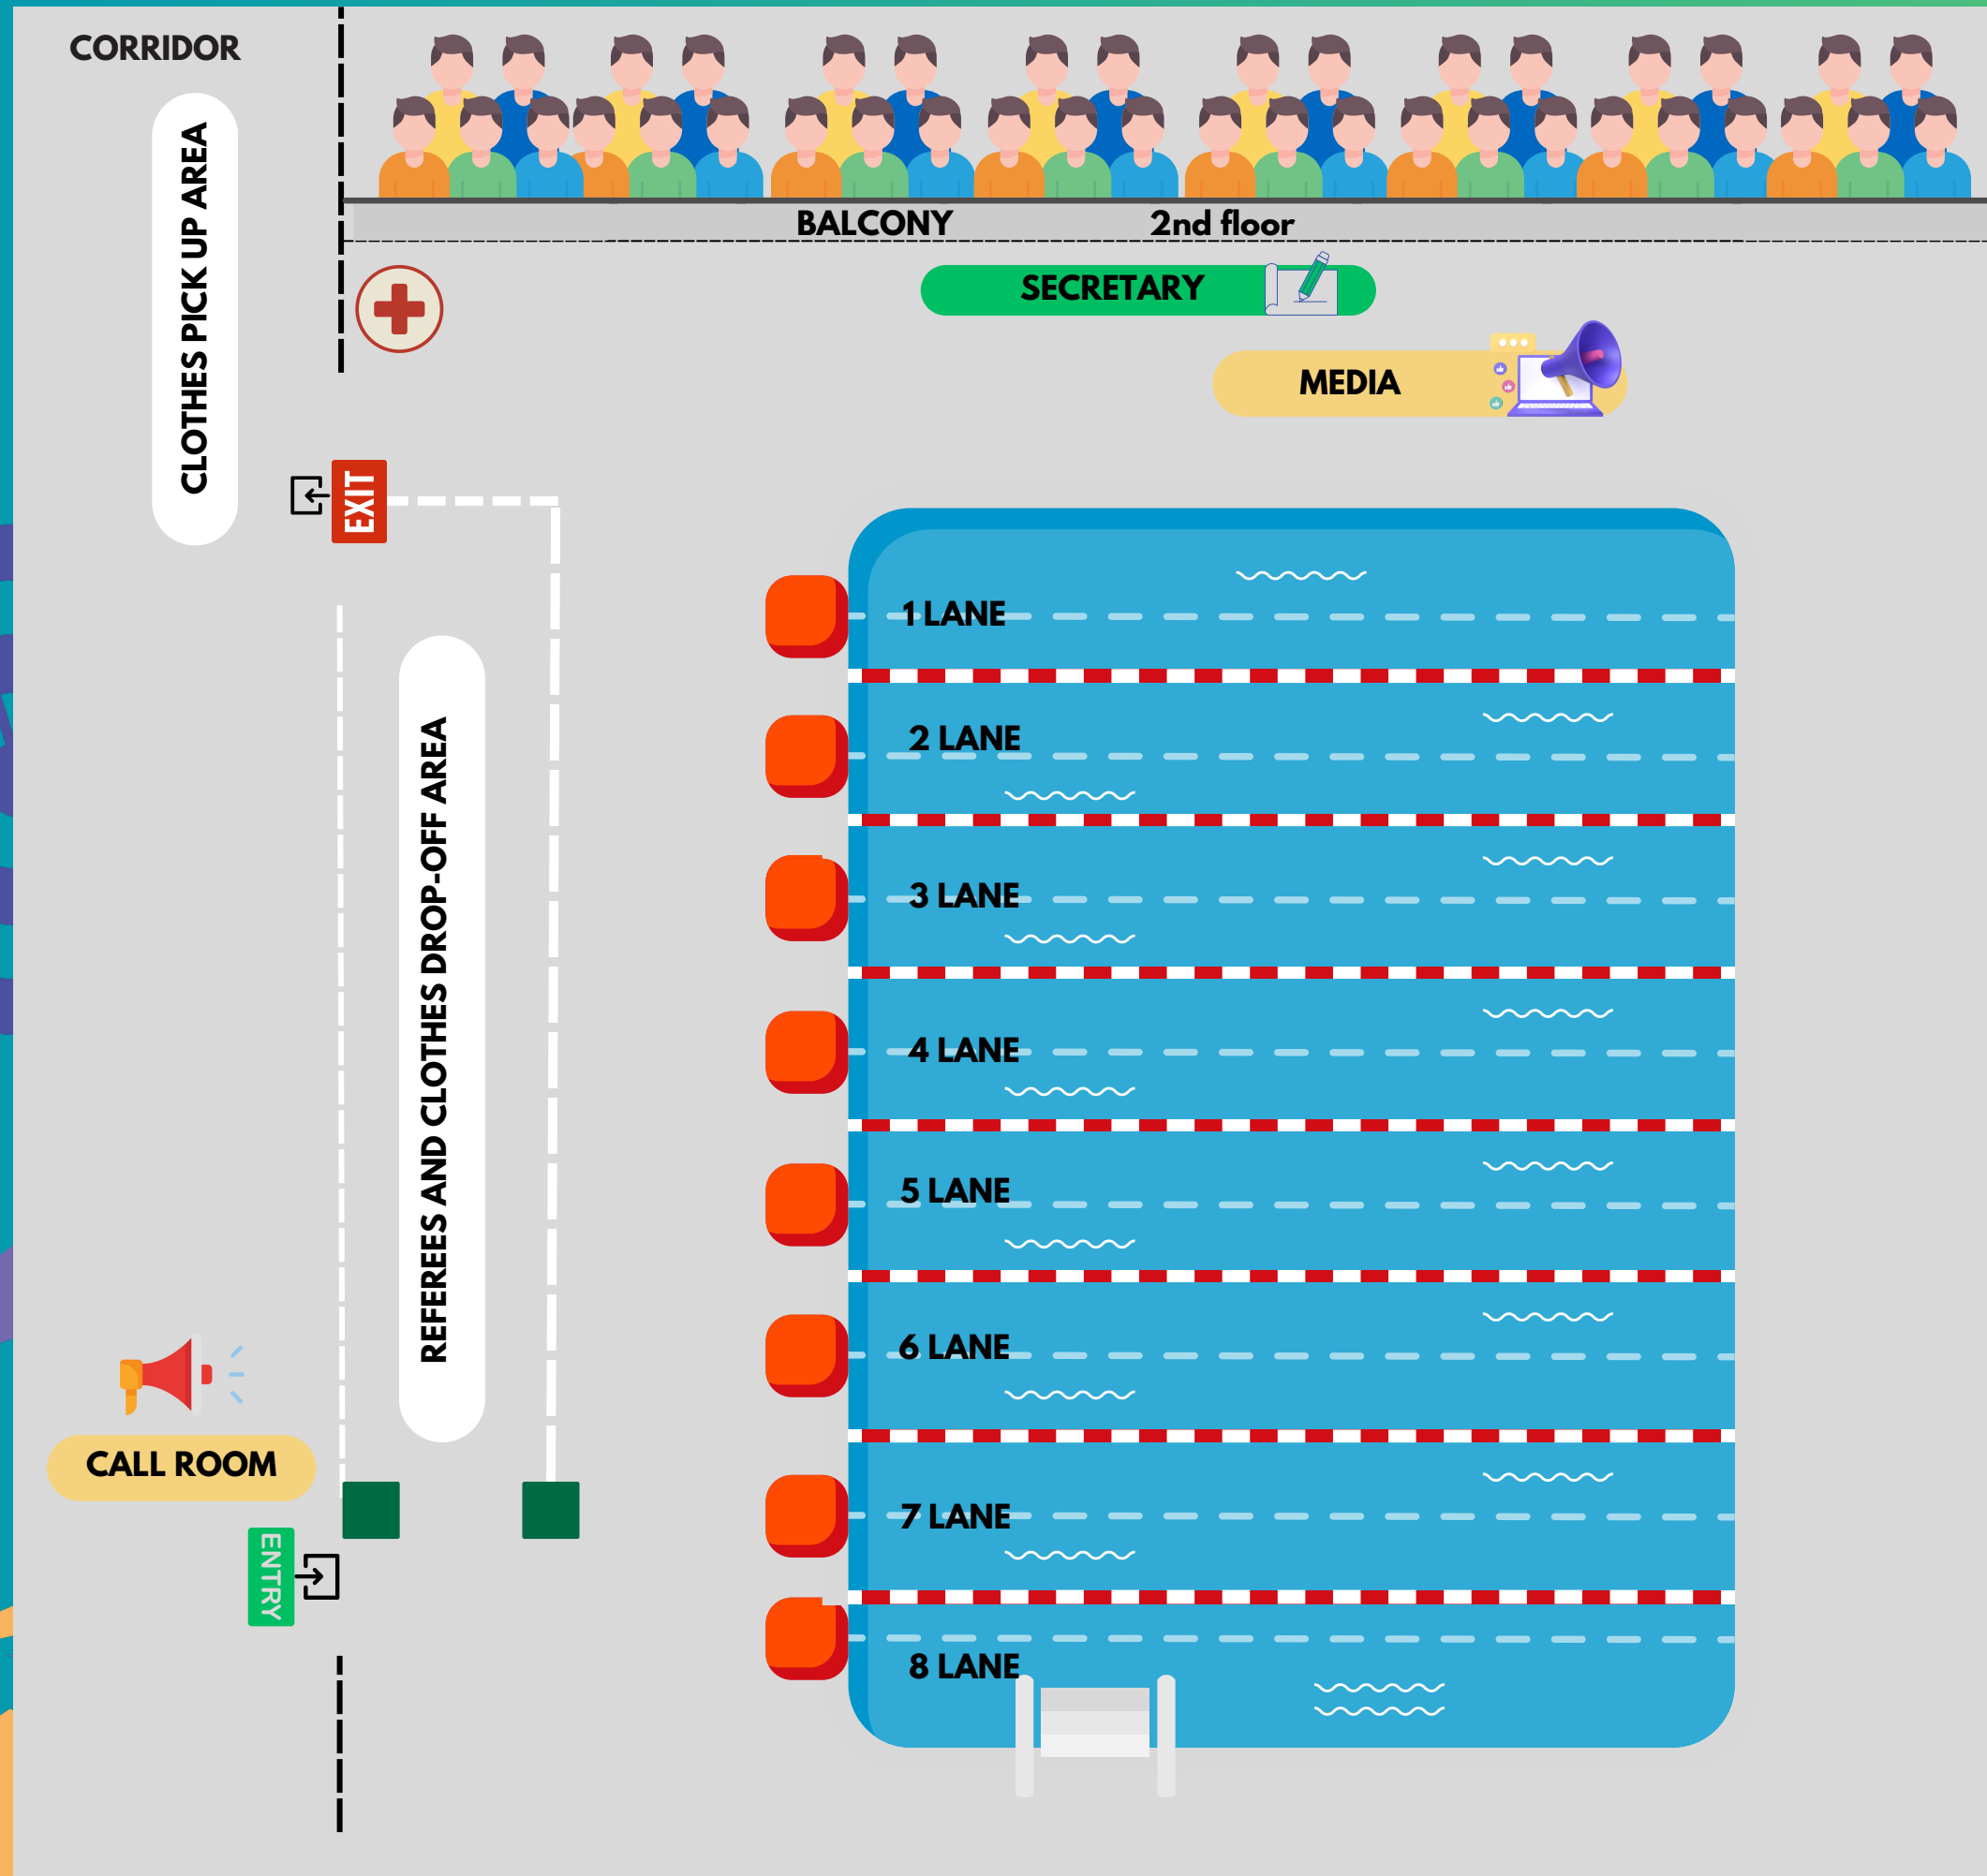 CORRIDOR
CLOTHES PICK UP AREA
BALCONY
2nd floor
SECRETARY
MEDIA
EXIT
REFEREES AND CLOTHES DROP-OFF AREA
1 LANE
2 LANE
3 LANE
4 LANE
5 LANE
6 LANE
7 LANE
8 LANE
CALL ROOM
ENTRY